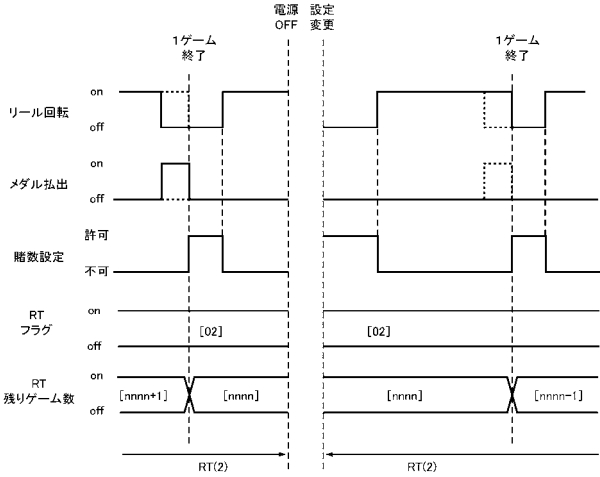 電源 設定
OFF 変更
1ゲーム 1ゲーム
終了 終了
on
リール回転
off
on
メダル払出
off
許可
賭数設定
不可
on
RT
フラグ
[02] [02]
off
on
RT
残りゲーム数
[nnnn+1] [nnnn] [nnnn] [nnnn-1]
off
RT(2) RT(2)